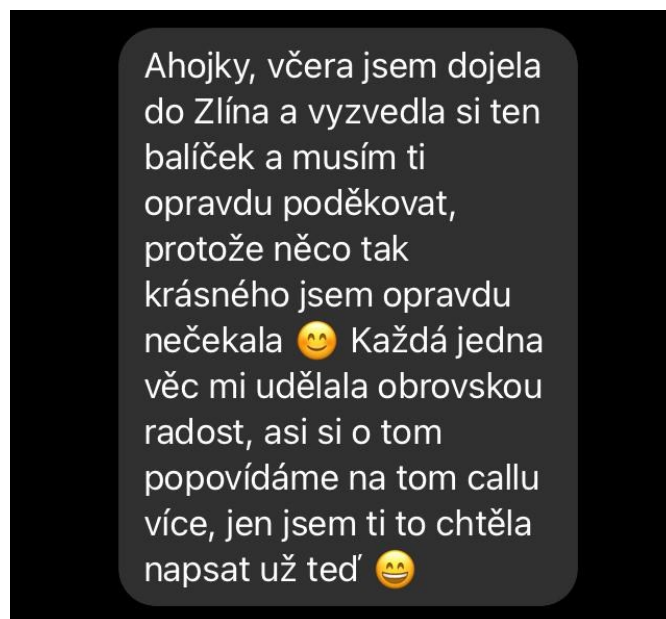 Ahojky, včera jsem dojela
do Zlína a vyzvedla si ten
balíček a musím ti
opravdu poděkovat,
protože něco tak
krásného jsem opravdu
nečekala 😊 Každá jedna
věc mi udělala obrovskou
radost, asi si o tom
popovídáme na tom callu
více, jen jsem ti to chtěla
napsat už teď 😄